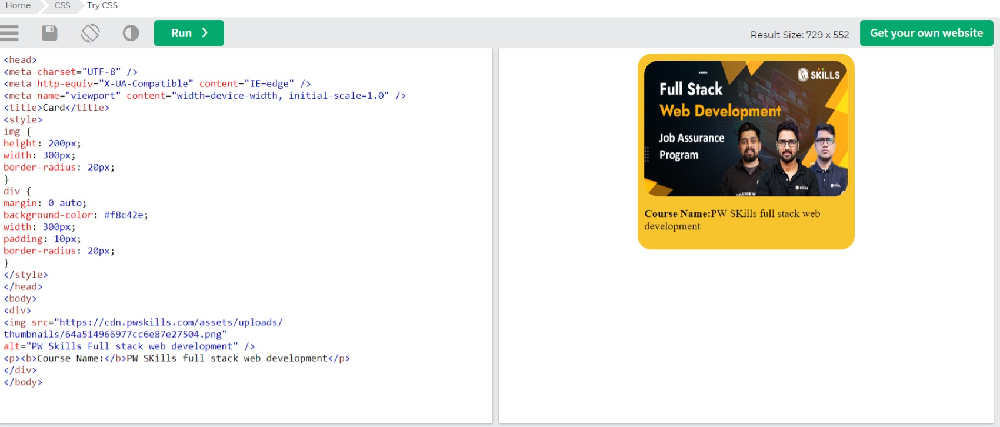 Home CSS Try CSS
Run ❯ Result Size: 729 x 552 Get your own website
<head>
<meta charset="UTF-8" />
<meta http-equiv="X-UA-Compatible" content="IE=edge" />
<meta name="viewport" content="width=device-width, initial-scale=1.0" />
<title>Card</title>
<style>
img {
height: 200px;
width: 300px;
border-radius: 20px;
}
div {
margin: 0 auto;
background-color: #f8c42e;
width: 300px;
padding: 10px;
border-radius: 20px;
}
</style>
</head>
<body>
<div>
<img src="https://cdn.pwskills.com/assets/uploads/
thumbnails/64a514966977cc6e87e27504.png"
alt="PW Skills Full stack web development" />
<p><b>Course Name:</b>PW SKills full stack web development</p>
</div>
</body>
PW SKILLS
Full Stack
Web Development
Job Assurance
Program
COLLEGE W
Course Name:PW SKills full stack web
development